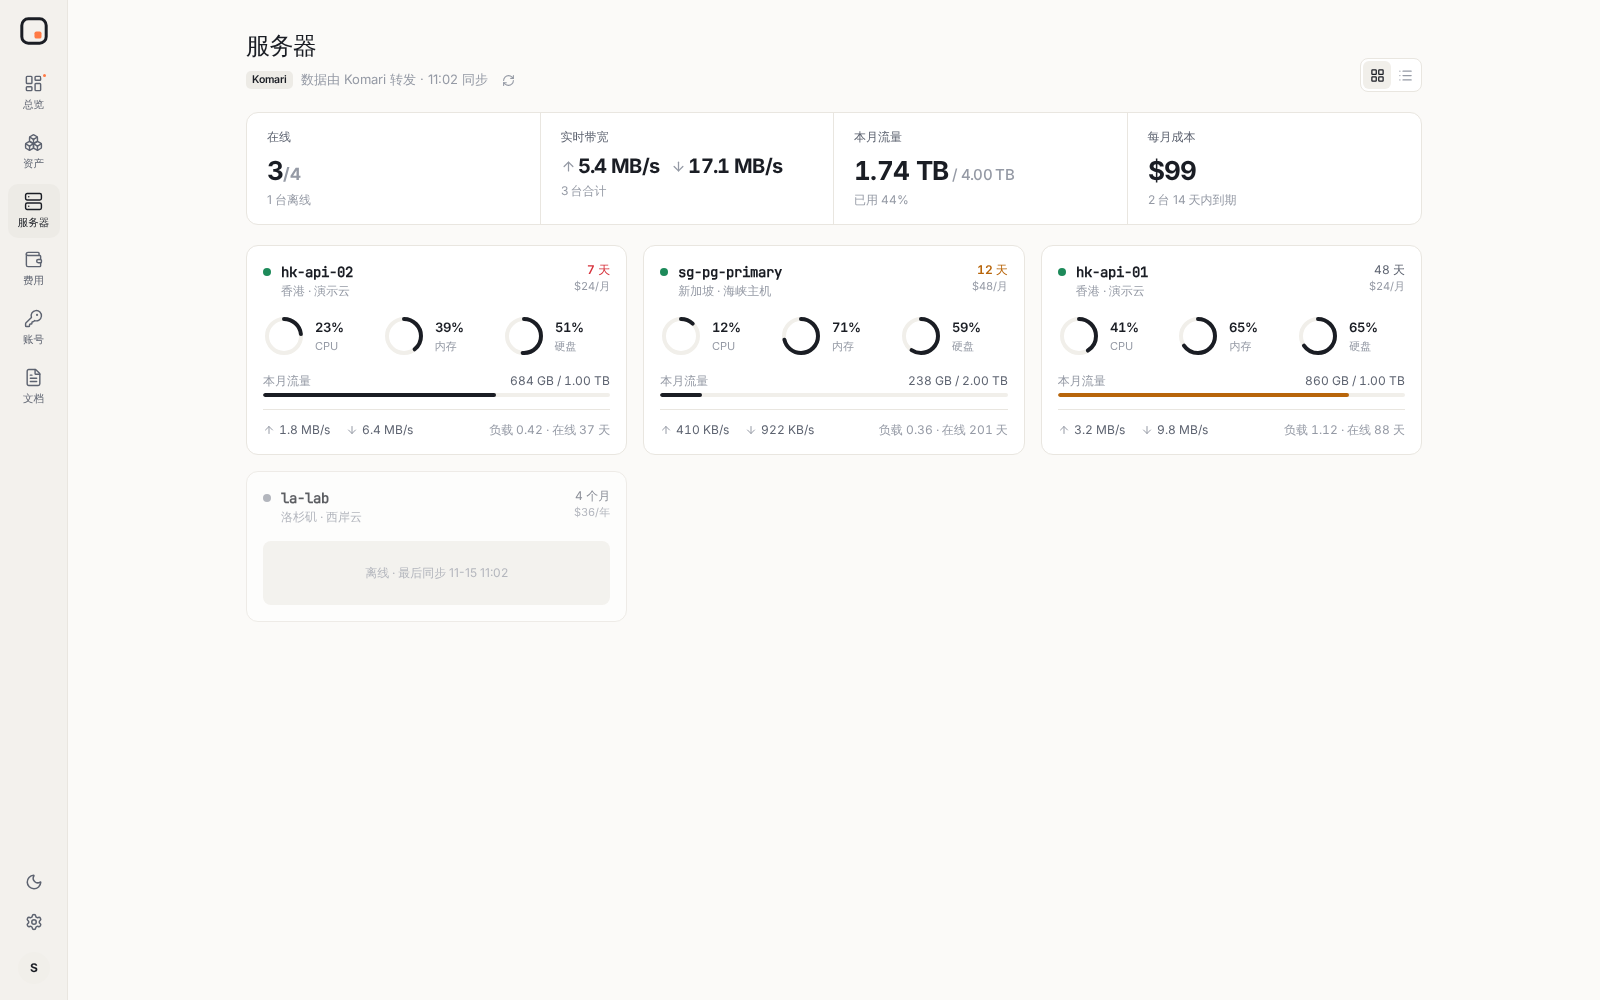 总览
资产
服务器
费用
账号
文档
S
服务器
Komari 数据由 Komari 转发 · 11:02 同步
在线
3/4
1 台离线
实时带宽
↑ 5.4 MB/s ↓ 17.1 MB/s
3 台合计
本月流量
1.74 TB / 4.00 TB
已用 44%
每月成本
$99
2 台 14 天内到期
hk-api-02 7 天
香港 · 演示云 $24/月
23% 39% 51%
CPU 内存 硬盘
本月流量 684 GB / 1.00 TB
↑ 1.8 MB/s ↓ 6.4 MB/s 负载 0.42 · 在线 37 天
sg-pg-primary 12 天
新加坡 · 海峡主机 $48/月
12% 71% 59%
CPU 内存 硬盘
本月流量 238 GB / 2.00 TB
↑ 410 KB/s ↓ 922 KB/s 负载 0.36 · 在线 201 天
hk-api-01 48 天
香港 · 演示云 $24/月
41% 65% 65%
CPU 内存 硬盘
本月流量 860 GB / 1.00 TB
↑ 3.2 MB/s ↓ 9.8 MB/s 负载 1.12 · 在线 88 天
la-lab 4 个月
洛杉矶 · 西岸云 $36/年
离线 · 最后同步 11-15 11:02